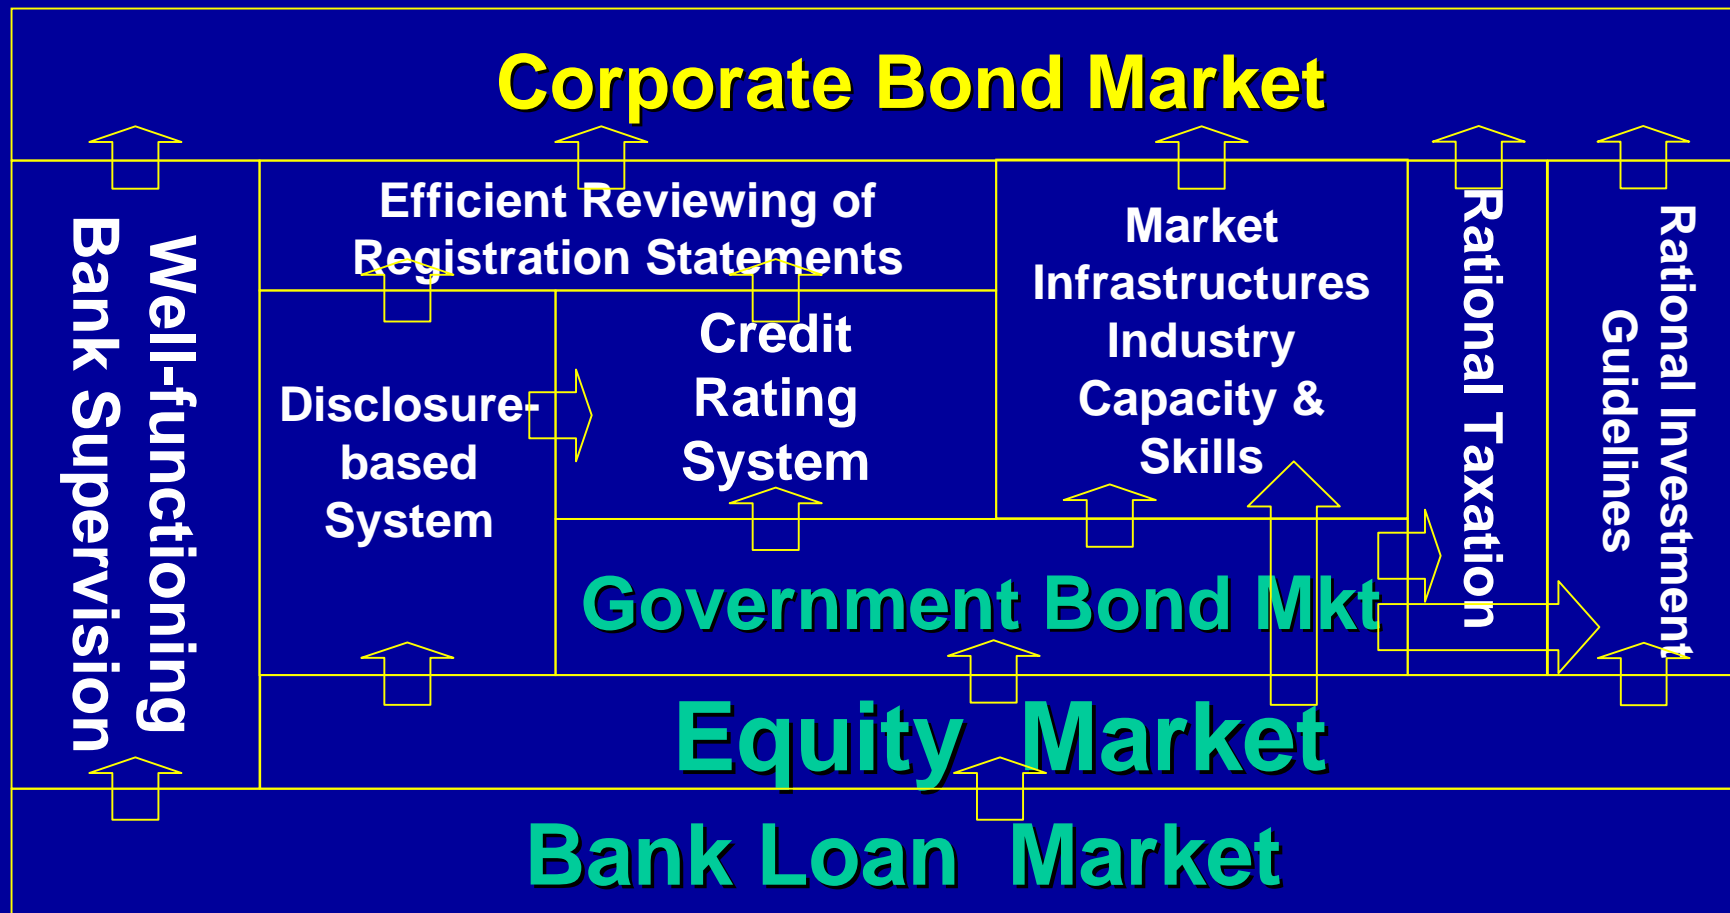 Corporate Bond Market
Well-functioning
Bank Supervision
Efficient Reviewing of
Registration Statements
Disclosure-
based
System
Credit
Rating
System
Market
Infrastructures
Industry
Capacity &
Skills
Rational Taxation
Rational Investment
Guidelines
Government Bond Mkt
Equity  Market
Bank Loan  Market